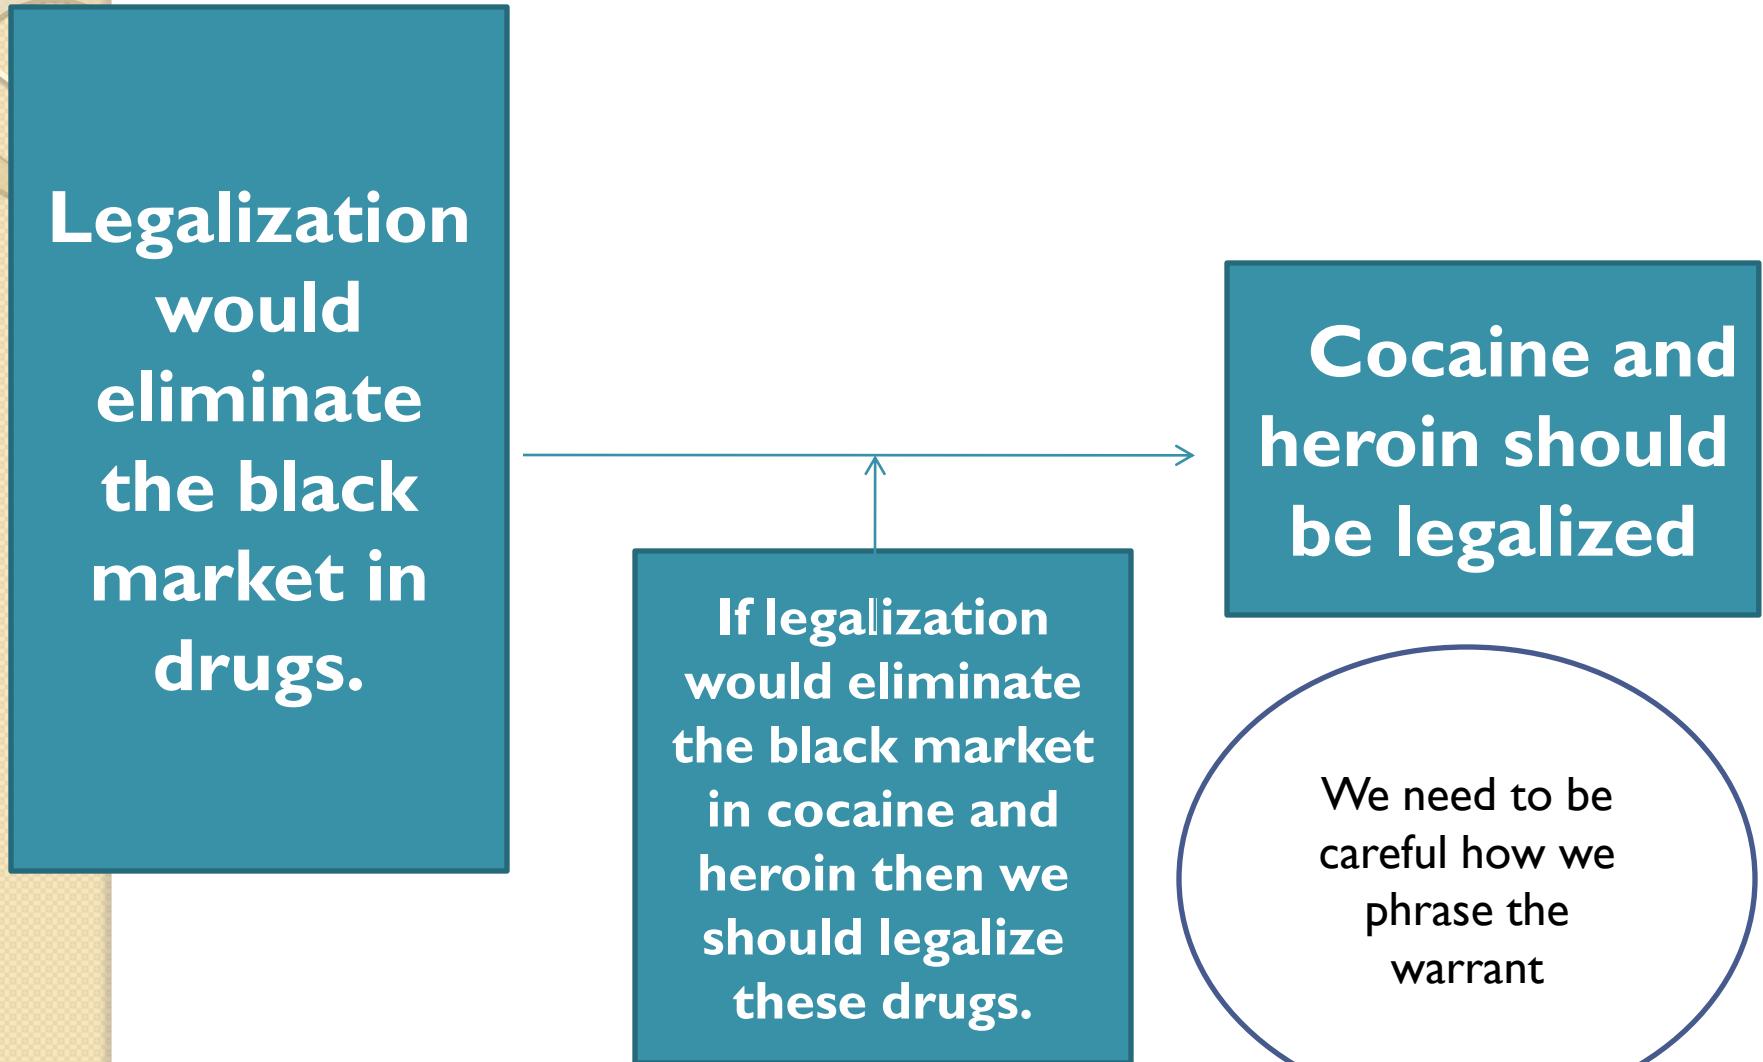 Legalization
would
eliminate
the black
market in
drugs.
Cocaine and
heroin should
be legalized
If legalization
would eliminate
the black market
in cocaine and
heroin then we
should legalize
these drugs.
We need to be
careful how we
phrase the
warrant